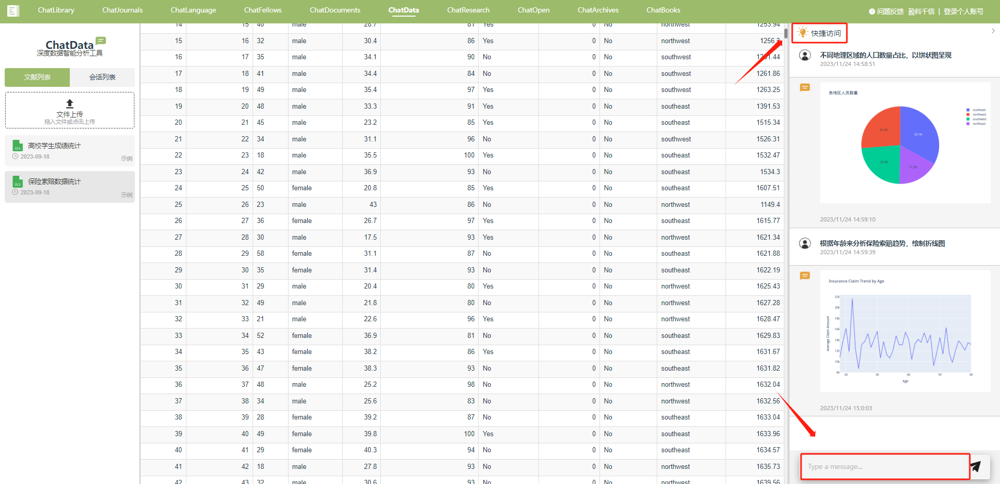 ChatLibrary ChatJournals ChatLanguage ChatFellows ChatDocuments ChatData ChatResearch ChatOpen ChatArchives ChatBooks ? 问题反馈 盈科千信 | 登录个人账号
ChatData
深度数据智能分析工具
文献列表 会话列表
文件上传
拖入文件或点击上传
XLS 高校学生成绩统计
2023-09-18 示例
XLS 保险索赔数据统计
2023-09-18 示例
14 15 40 male 28.7 81 Yes 0 No northwest 1253.94
15 16 32 male 30.4 86 Yes 0 No northwest 1256.3
16 17 35 male 34.1 90 No 0 No southwest
17 18 41 male 34.4 84 No 0 No southwest 1261.86
18 19 49 male 35.4 97 Yes 0 No southwest 1263.25
19 20 48 male 33.3 91 Yes 0 No southeast 1391.53
20 21 45 male 23.2 85 Yes 0 No southeast 1515.34
21 22 34 male 31.1 96 No 0 No southwest 1526.31
22 23 18 male 35.5 100 Yes 0 No southeast 1532.47
23 24 42 male 36.9 93 No 0 No southeast 1534.3
24 25 50 female 20.8 85 Yes 0 No southeast 1607.51
25 26 23 male 43 86 No 0 No northwest 1149.4
26 27 36 female 26.7 97 Yes 0 No southeast 1615.77
27 28 30 male 17.5 93 Yes 0 No northwest 1621.34
28 29 58 female 31.1 87 No 0 No southeast 1621.88
29 30 35 female 31.4 93 No 0 No southeast 1622.19
30 31 29 male 20.4 80 Yes 0 No northwest 1625.43
31 32 49 male 21.8 80 No 0 No northwest 1627.28
32 33 21 male 22.6 96 Yes 0 No northwest 1628.47
33 34 52 female 36.9 81 No 0 No southeast 1629.83
34 35 43 female 38.2 86 Yes 0 No southeast 1631.67
35 36 47 female 38.3 93 No 0 No southeast 1631.82
36 37 48 male 25.2 98 No 0 No northwest 1632.04
37 38 34 male 25.6 83 No 0 No northwest 1632.56
38 39 28 female 39.2 87 No 0 No southeast 1633.04
39 40 49 female 39.8 100 Yes 0 No southeast 1633.96
40 41 29 female 40.3 94 No 0 No southeast 1634.57
41 42 18 male 27.8 93 No 0 No northwest 1635.73
42 43 32 male 30.6 93 No 0 No northwest 1639.56
快捷访问
不同地理区域的人口数量占比，以饼状图呈现
2023/11/24 14:58:51
各地区人员数量
southeast
northwest
southwest
northeast
33.1%
17.2%
2023/11/24 14:59:10
根据年龄来分析保险索赔趋势，绘制折线图
2023/11/24 14:59:39
Insurance Claim Trend by Age
22k
20k
18k
16k
14k
12k
10k
8k
Average Claim Amount
20 30 40 50 60
Age
2023/11/24 15:0:03
Type a message...